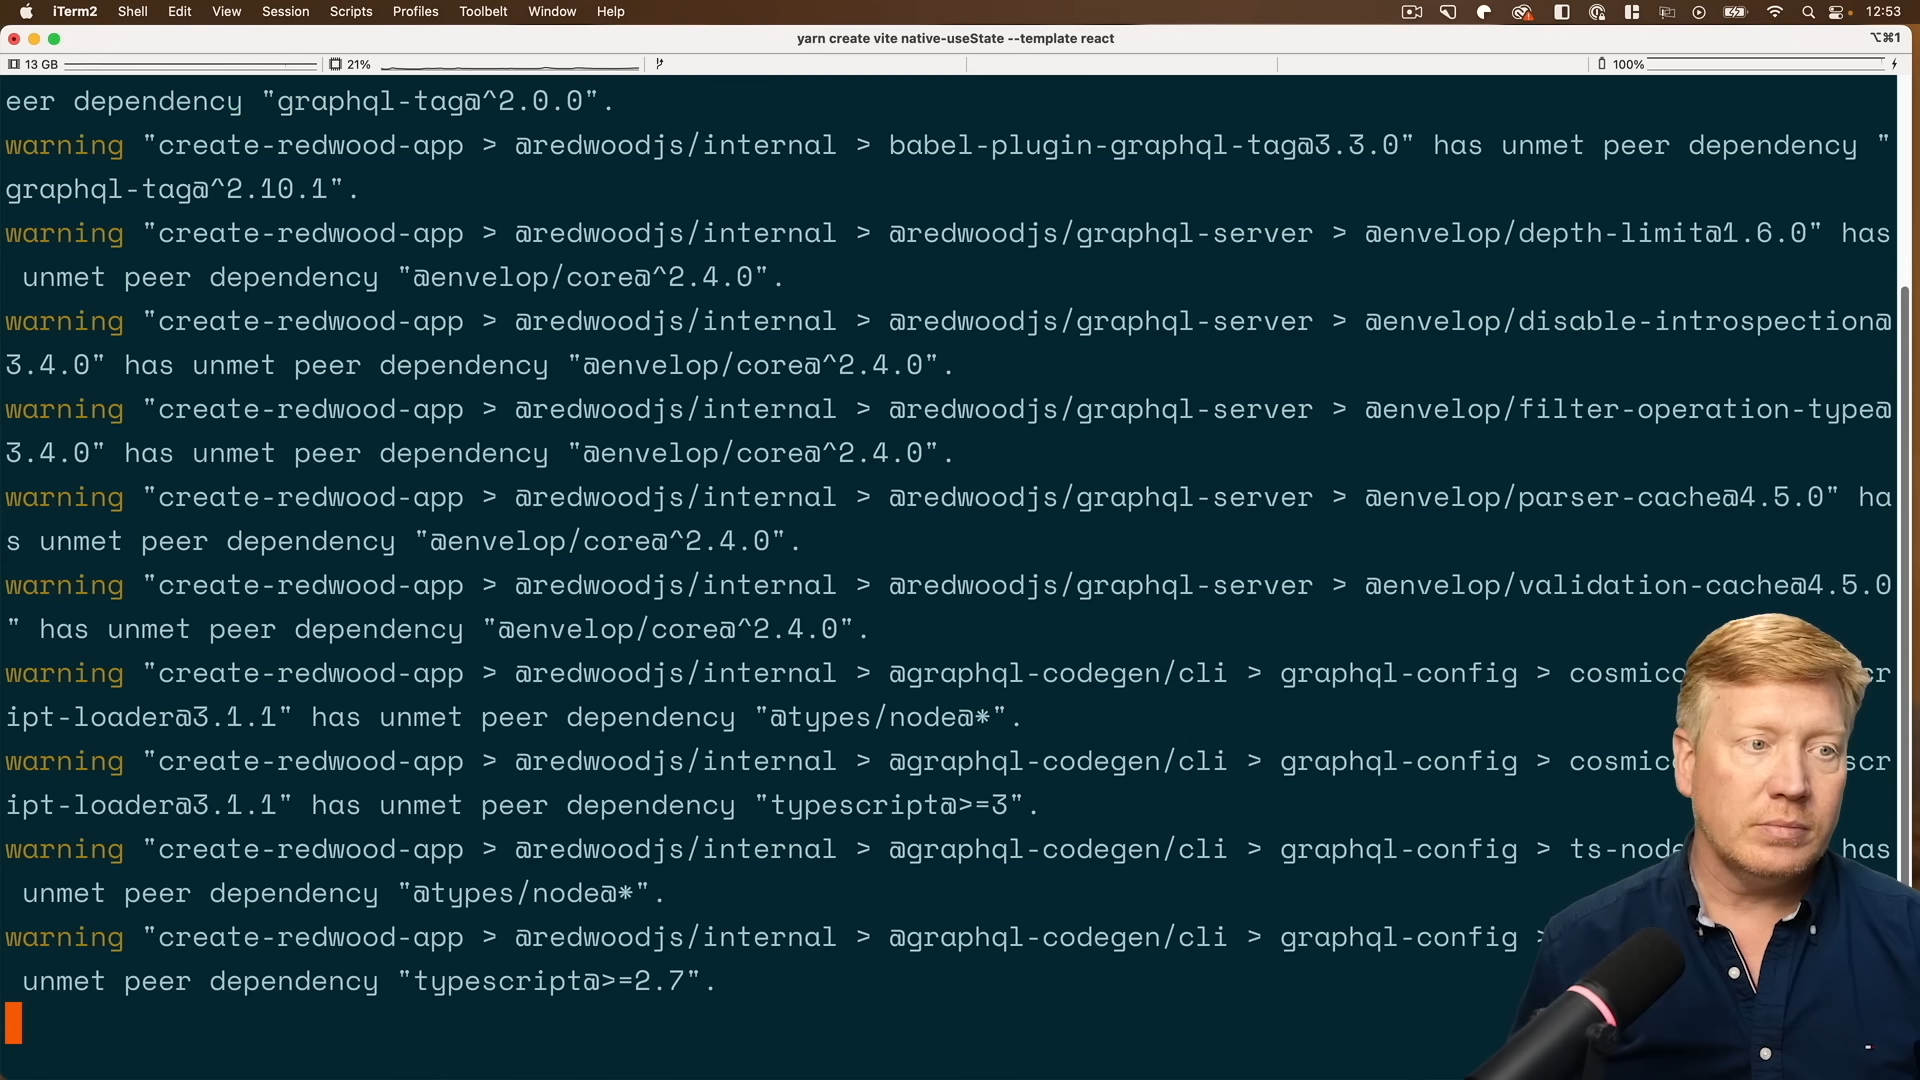 iTerm2 Shell Edit View Session Scripts Profiles Toolbelt Window Help 12:53
yarn create vite native-useState --template react ⌥⌘1
13 GB 21% 100%
eer dependency "graphql-tag@^2.0.0".
warning "create-redwood-app > @redwoodjs/internal > babel-plugin-graphql-tag@3.3.0" has unmet peer dependency "
graphql-tag@^2.10.1".
warning "create-redwood-app > @redwoodjs/internal > @redwoodjs/graphql-server > @envelop/depth-limit@1.6.0" has
unmet peer dependency "@envelop/core@^2.4.0".
warning "create-redwood-app > @redwoodjs/internal > @redwoodjs/graphql-server > @envelop/disable-introspection@
3.4.0" has unmet peer dependency "@envelop/core@^2.4.0".
warning "create-redwood-app > @redwoodjs/internal > @redwoodjs/graphql-server > @envelop/filter-operation-type@
3.4.0" has unmet peer dependency "@envelop/core@^2.4.0".
warning "create-redwood-app > @redwoodjs/internal > @redwoodjs/graphql-server > @envelop/parser-cache@4.5.0" ha
s unmet peer dependency "@envelop/core@^2.4.0".
warning "create-redwood-app > @redwoodjs/internal > @redwoodjs/graphql-server > @envelop/validation-cache@4.5.0
" has unmet peer dependency "@envelop/core@^2.4.0".
warning "create-redwood-app > @redwoodjs/internal > @graphql-codegen/cli > graphql-config > cosmico cr
ipt-loader@3.1.1" has unmet peer dependency "@types/node@*".
warning "create-redwood-app > @redwoodjs/internal > @graphql-codegen/cli > graphql-config > cosmic scr
ipt-loader@3.1.1" has unmet peer dependency "typescript@>=3".
warning "create-redwood-app > @redwoodjs/internal > @graphql-codegen/cli > graphql-config > ts-node has
unmet peer dependency "@types/node@*".
warning "create-redwood-app > @redwoodjs/internal > @graphql-codegen/cli > graphql-config >
unmet peer dependency "typescript@>=2.7".